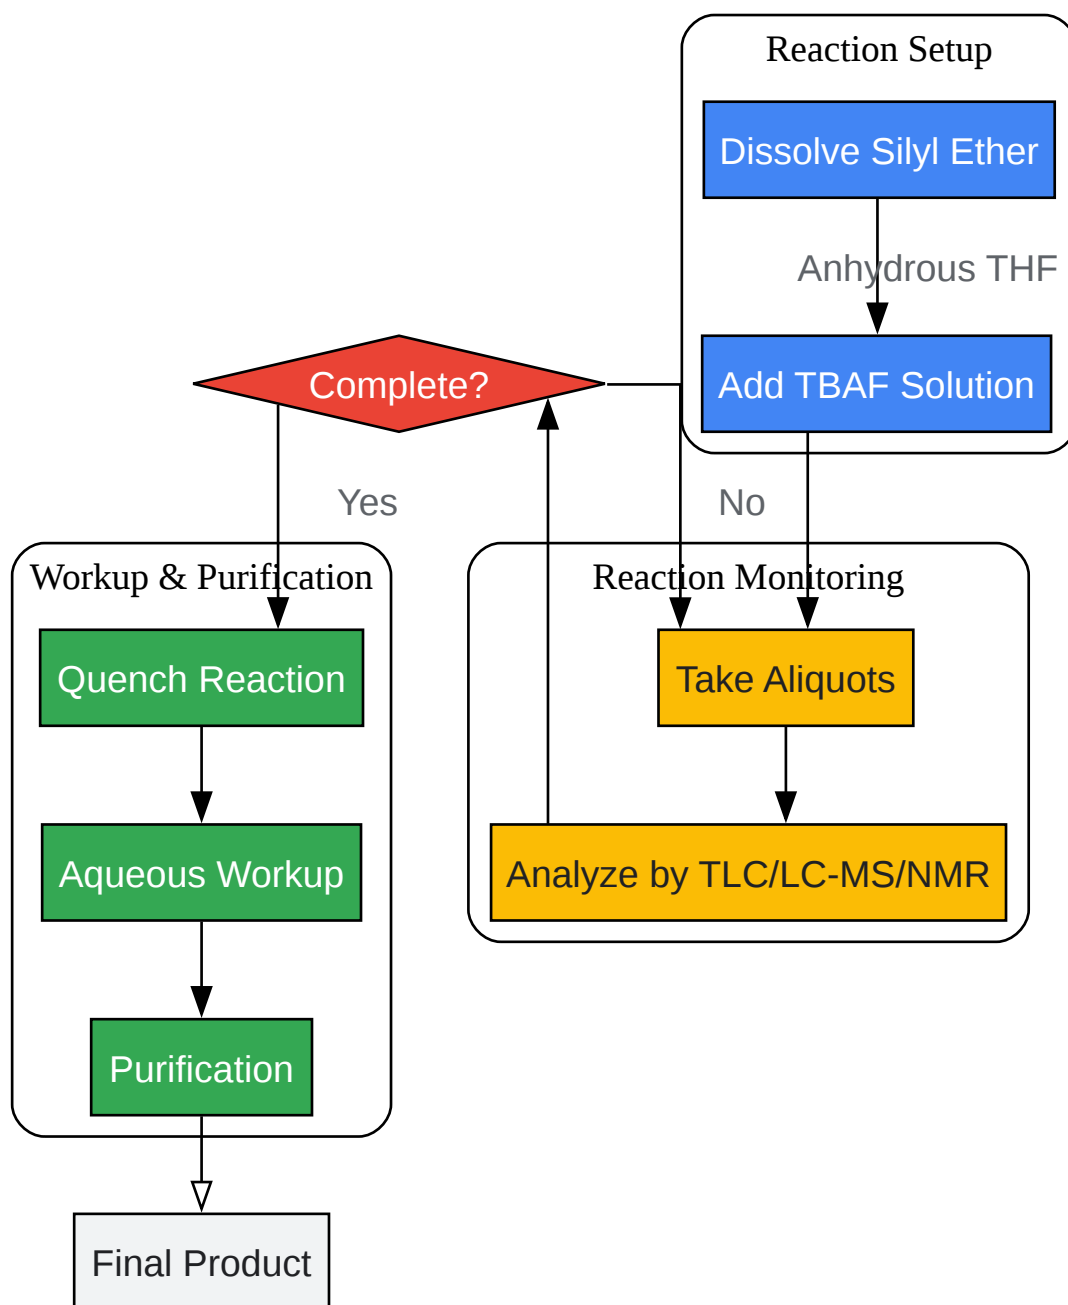 Reaction Setup
Dissolve Silyl Ether
Anhydrous THF
Add TBAF Solution
Complete?
Yes
No
Workup & Purification
Reaction Monitoring
Quench Reaction
Take Aliquots
Aqueous Workup
Analyze by TLC/LC-MS/NMR
Purification
Final Product